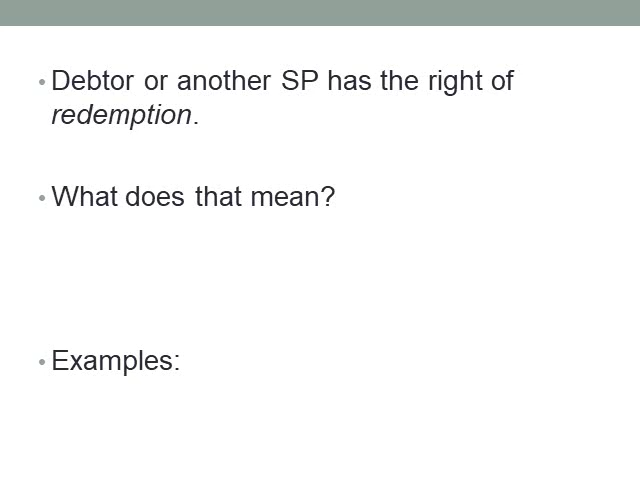 • Debtor or another SP has the right of
redemption.
• What does that mean?
• Examples: